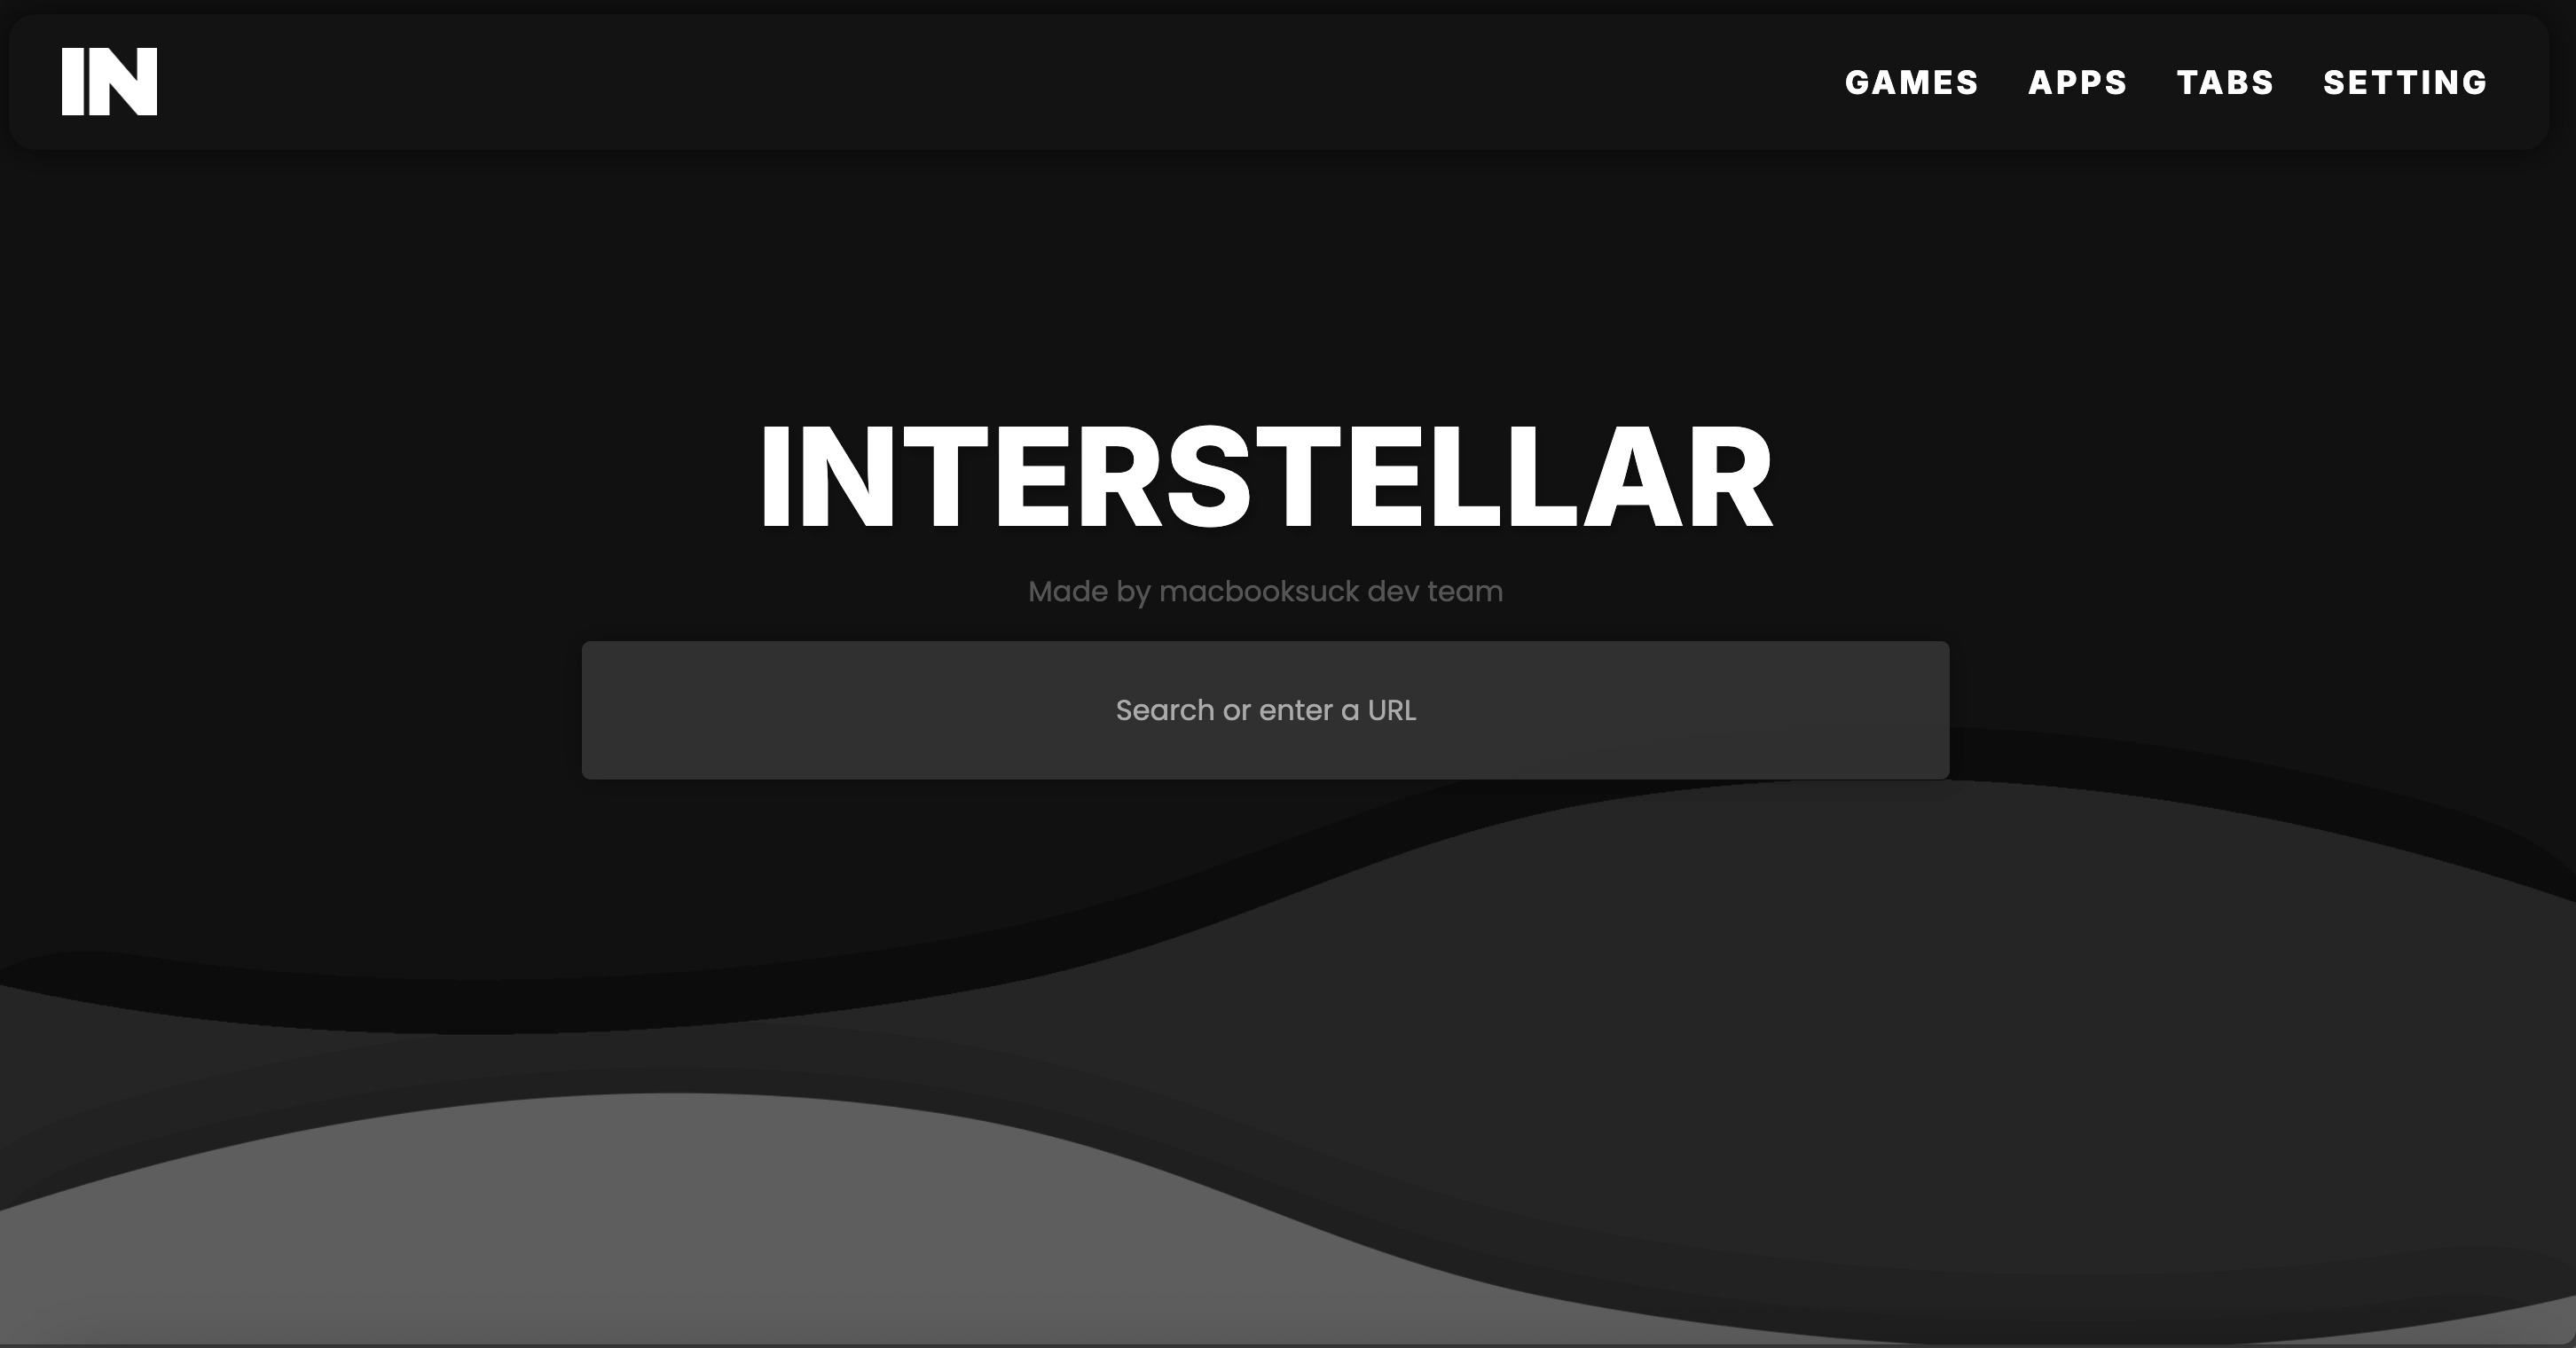 IN
GAMES APPS TABS SETTING
INTERSTELLAR
Made by macbooksuck dev team
Search or enter a URL